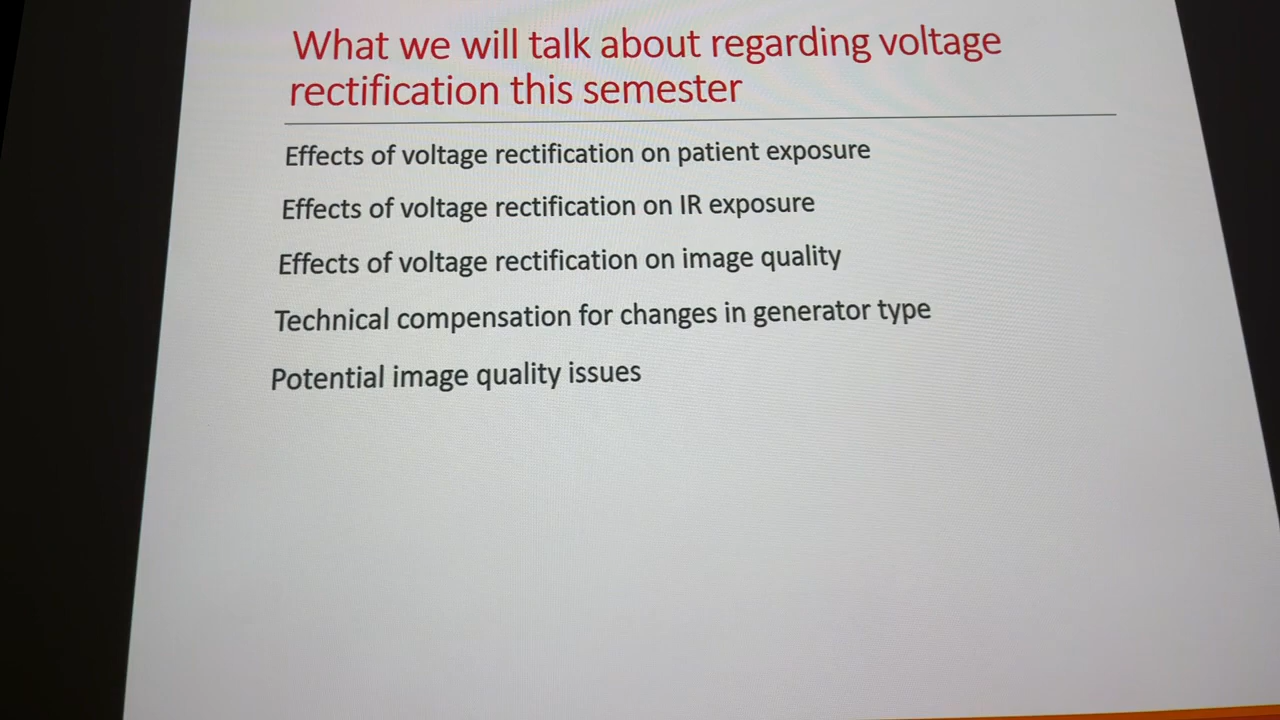 What we will talk about regarding voltage
rectification this semester
Effects of voltage rectification on patient exposure
Effects of voltage rectification on IR exposure
Effects of voltage rectification on image quality
Technical compensation for changes in generator type
Potential image quality issues